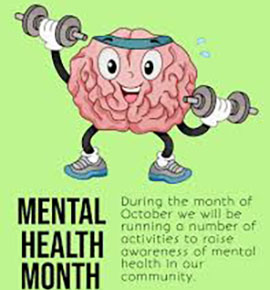 MENTAL
HEALTH
MONTH
During the month of
October we will be
running a number of
activities to raise
awareness of mental
health in our
community.